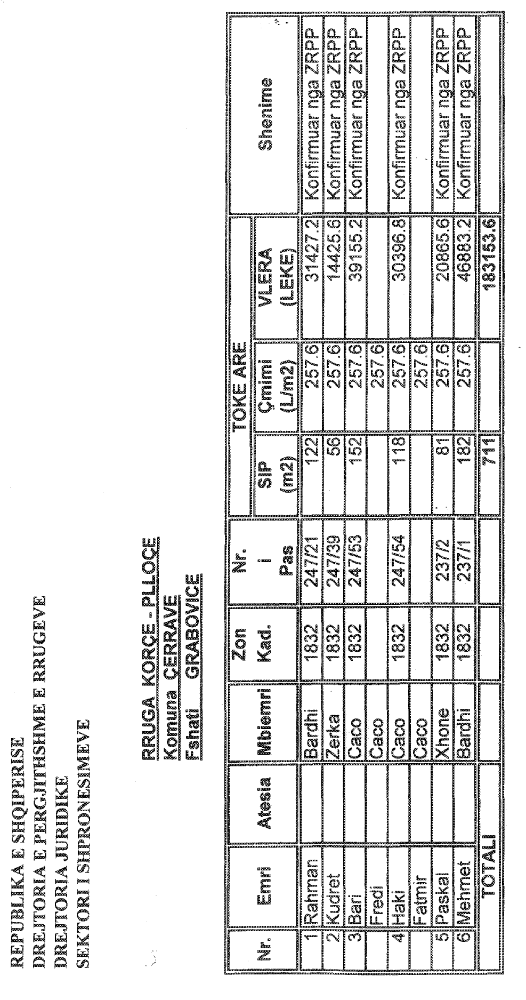 REPUBLIKA E SHQIPERISE
DREJTORIA E PERGJITHSHME E RRUGEVE
DREJTORIA JURIDIKE
SEKTORI I SHPRONESIMEVE
RRUGA KORÇE - PLLOÇE
Komuna ÇERRAVE
Fshati GRABOVICE
Nr. Emri Atesia Mbiemri Zon Kad. Nr. i Pas TOKE ARE Shenime
SIP (m2) Çmimi (L/m2) VLERA (LEKE)
1 Rahman Bardhi 1832 247/21 122 257.6 31427.2 Konfirmuar nga ZRPP
2 Kudret Zerka 1832 247/39 56 257.6 14425.6 Konfirmuar nga ZRPP
3 Bari Caco 1832 247/53 152 257.6 39155.2 Konfirmuar nga ZRPP
Fredi Caco 257.6
4 Haki Caco 1832 247/54 118 257.6 30396.8 Konfirmuar nga ZRPP
Fatmir Caco 257.6
5 Paskal Xhone 1832 237/2 81 257.6 20865.6 Konfirmuar nga ZRPP
6 Mehmet Bardhi 1832 237/1 182 257.6 46883.2 Konfirmuar nga ZRPP
TOTALI 711 183153.6